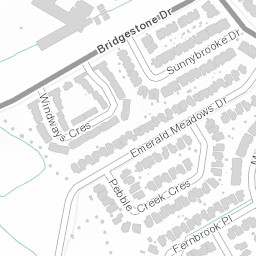 Bridgestone Dr
Sunnybrooke Dr
Windways Cres
Emerald Meadows Dr
Pebble Creek Cres
Fernbrook Pl